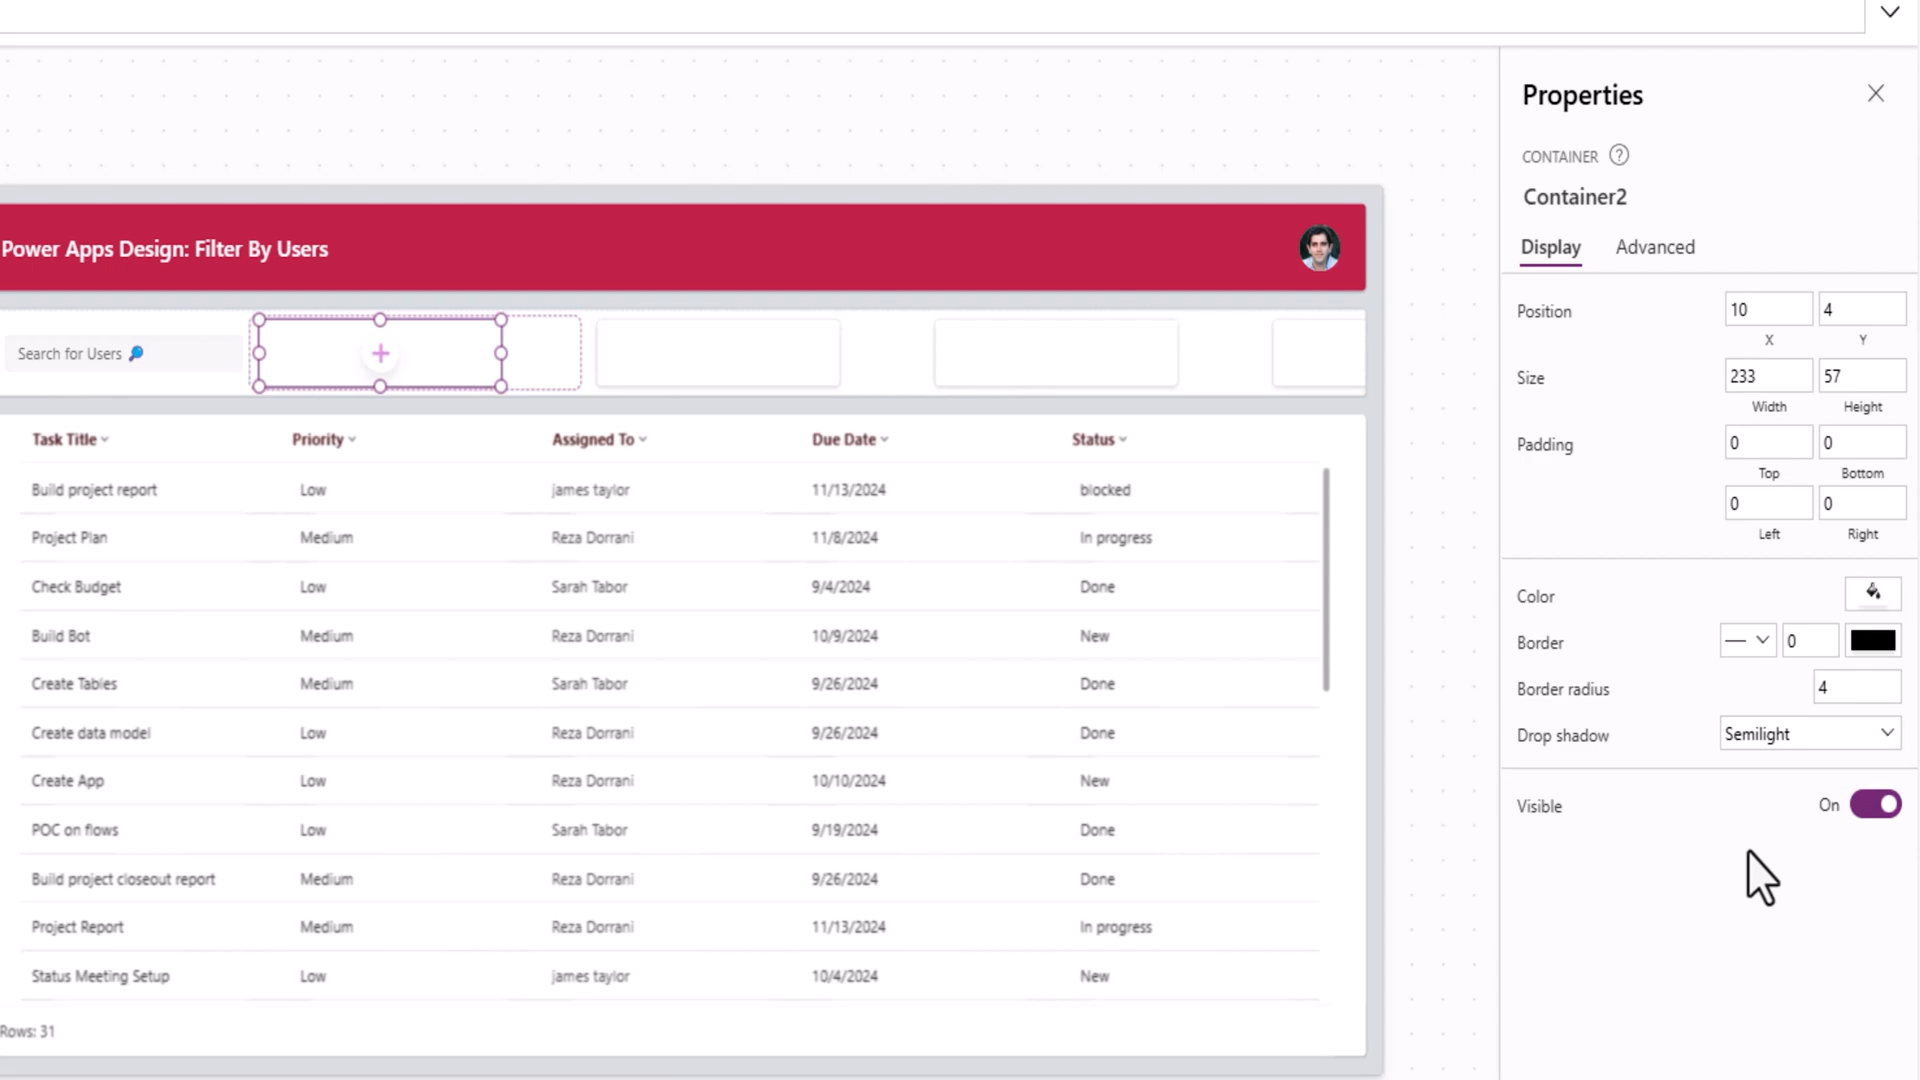 Properties
CONTAINER ?
Container2
Display Advanced
Position 10 4
X Y
Size 233 57
Width Height
Padding 0 0
Top Bottom
0 0
Left Right
Color
Border 0
Border radius 4
Drop shadow Semilight
Visible On
Power Apps Design: Filter By Users
Search for Users 🔎
Task Title Priority Assigned To Due Date Status
Build project report Low james taylor 11/13/2024 blocked
Project Plan Medium Reza Dorrani 11/8/2024 In progress
Check Budget Low Sarah Tabor 9/4/2024 Done
Build Bot Medium Reza Dorrani 10/9/2024 New
Create Tables Medium Sarah Tabor 9/26/2024 Done
Create data model Low Reza Dorrani 9/26/2024 Done
Create App Low Reza Dorrani 10/10/2024 New
POC on flows Low Sarah Tabor 9/19/2024 Done
Build project closeout report Medium Reza Dorrani 9/26/2024 Done
Project Report Medium Reza Dorrani 11/13/2024 In progress
Status Meeting Setup Low james taylor 10/4/2024 New
Rows: 31